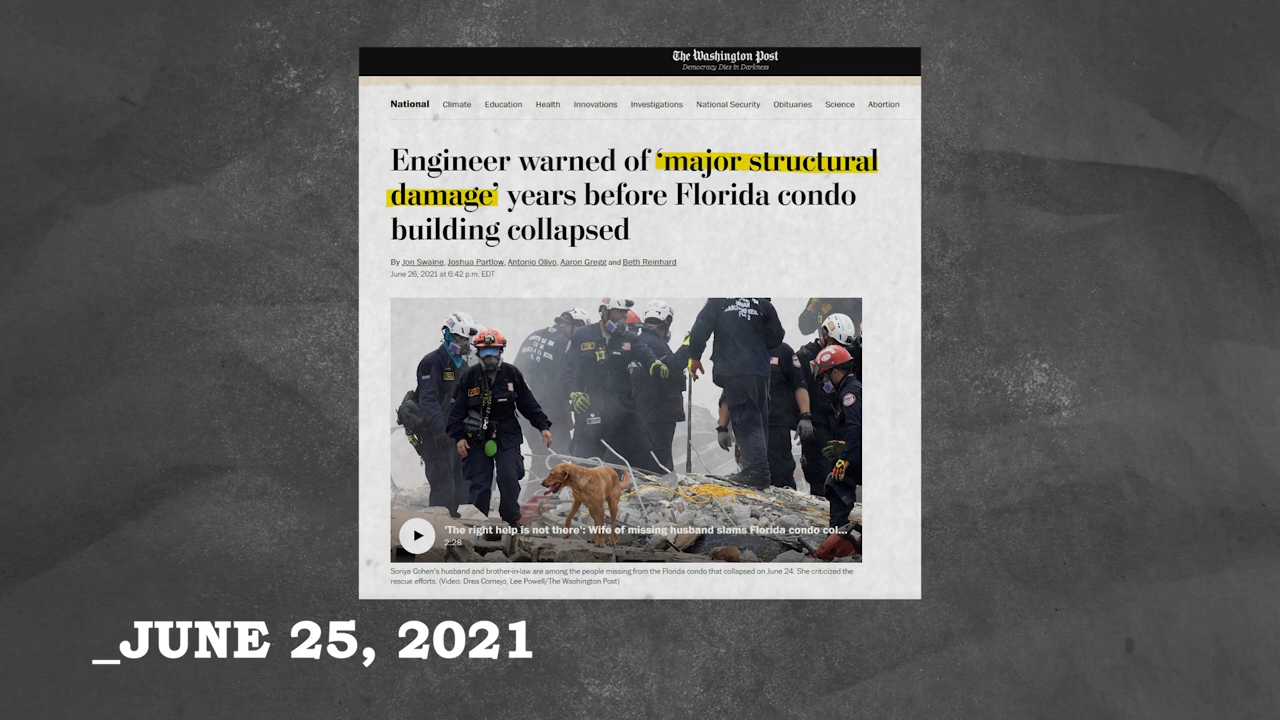 The Washington Post
Democracy Dies in Darkness
National Climate Education Health Innovations Investigations National Security Obituaries Science Abortion
Engineer warned of ‘major structural
damage’ years before Florida condo
building collapsed
By Jon Swaine, Joshua Partlow, Antonio Olivo, Aaron Gregg and Beth Reinhard
June 26, 2021 at 6:42 p.m. EDT
'The right help is not there': Wife of missing husband slams Florida condo col...
2:28
Soriya Cohen's husband and brother-in-law are among the people missing from the Florida condo that collapsed on June 24. She criticized the
rescue efforts. (Video: Drea Cornejo, Lee Powell/The Washington Post)
_JUNE 25, 2021